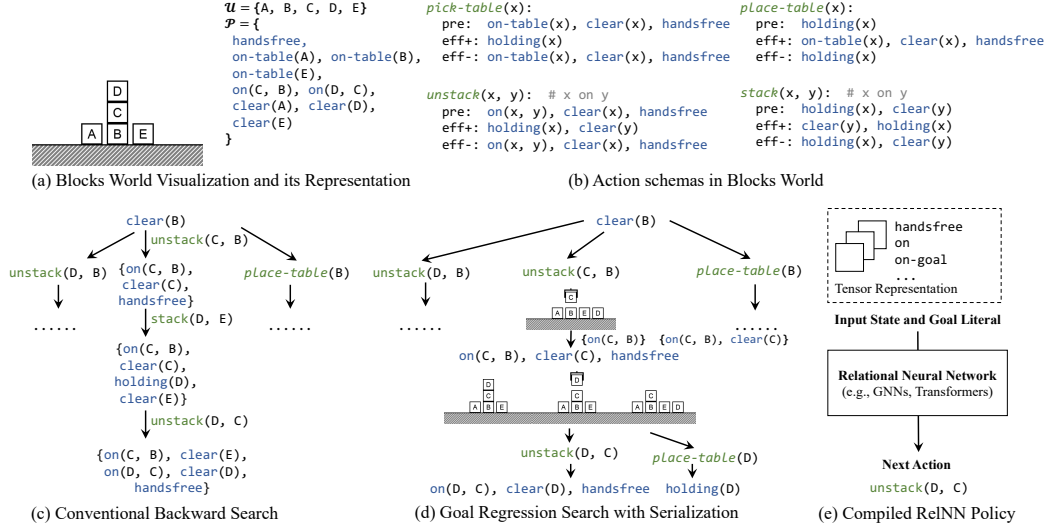 𝒰 = {A, B, C, D, E}
𝒫 = {
handsfree,
on-table(A), on-table(B),
on-table(E),
on(C, B), on(D, C),
clear(A), clear(D),
clear(E)
}
D
C
A B E
(a) Blocks World Visualization and its Representation
pick-table(x):
pre: on-table(x), clear(x), handsfree
eff+: holding(x)
eff-: on-table(x), clear(x), handsfree
place-table(x):
pre: holding(x)
eff+: on-table(x), clear(x), handsfree
eff-: holding(x)
unstack(x, y): # x on y
pre: on(x, y), clear(x), handsfree
eff+: holding(x), clear(y)
eff-: on(x, y), clear(x), handsfree
stack(x, y): # x on y
pre: holding(x), clear(y)
eff+: clear(y), holding(x)
eff-: holding(x), clear(y)
(b) Action schemas in Blocks World
clear(B)
unstack(C, B)
unstack(D, B)
{on(C, B),
clear(C),
handsfree}
place-table(B)
......
......
stack(D, E)
{on(C, B),
clear(C),
holding(D),
clear(E)}
unstack(D, C)
{on(C, B), clear(E),
on(D, C), clear(D),
handsfree}
(c) Conventional Backward Search
clear(B)
unstack(D, B)
unstack(C, B)
place-table(B)
C
A B E D
......
......
{on(C, B)} {on(C, B), clear(C)}
on(C, B), clear(C), handsfree
D
C
A B E
D
C
A B E
C
A B E D
unstack(D, C)
place-table(D)
on(D, C), clear(D), handsfree
holding(D)
(d) Goal Regression Search with Serialization
handsfree
on
on-goal
...
Tensor Representation
Input State and Goal Literal
Relational Neural Network
(e.g., GNNs, Transformers)
Next Action
unstack(D, C)
(e) Compiled RelNN Policy